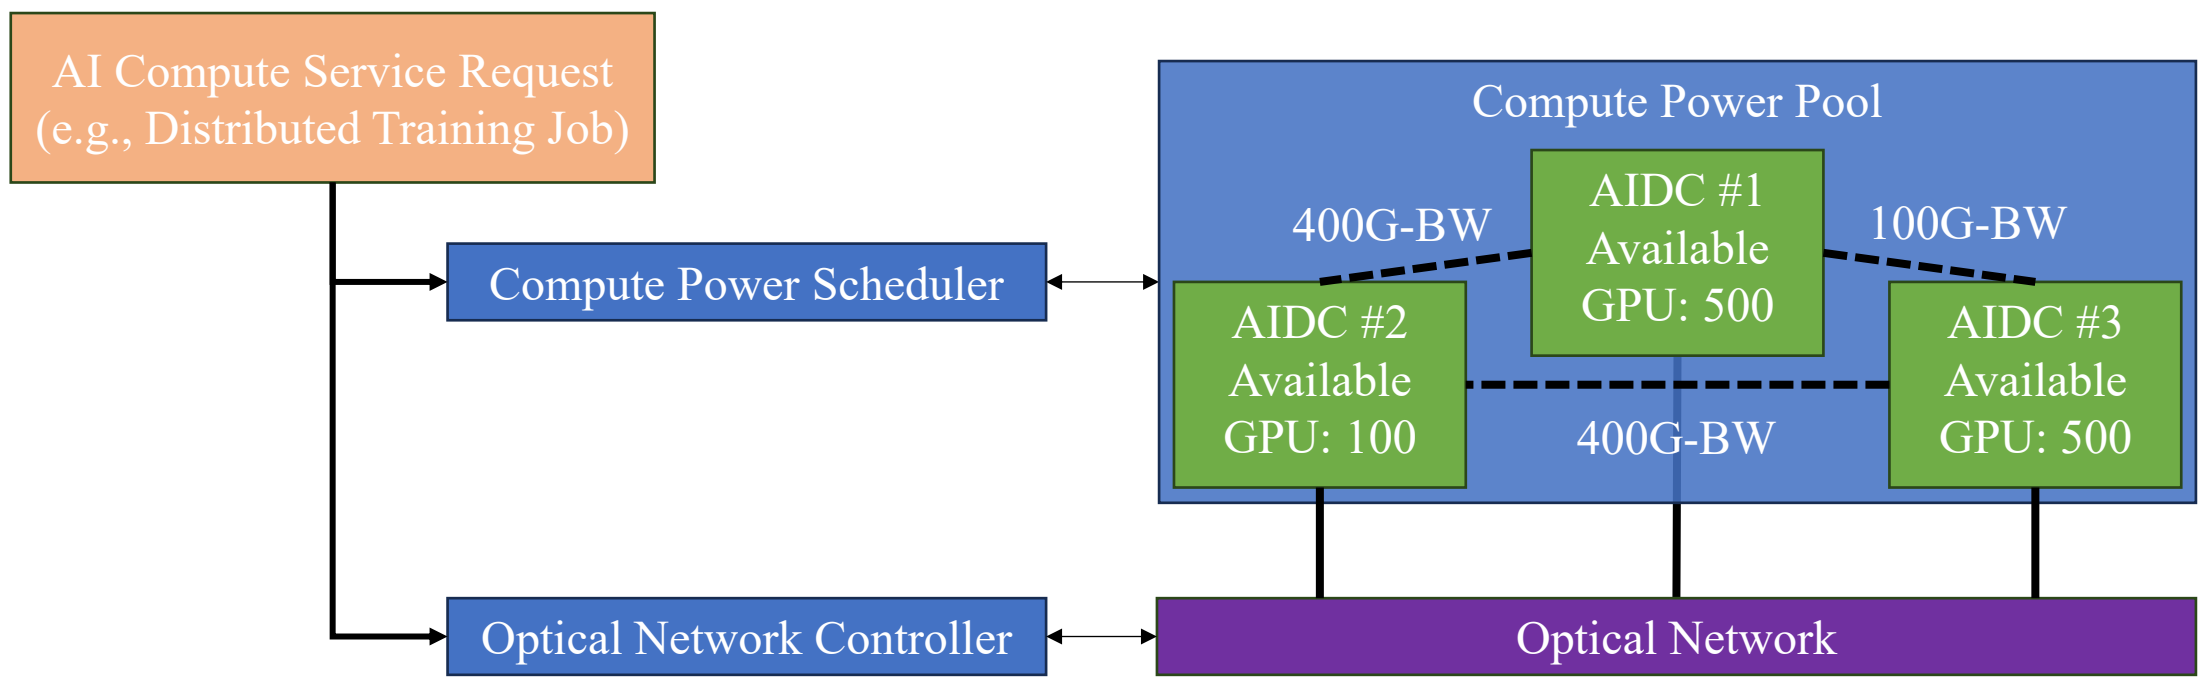 AI Compute Service Request
(e.g., Distributed Training Job)
Compute Power Scheduler
Optical Network Controller
Compute Power Pool
AIDC #1
Available
GPU: 500
400G-BW
100G-BW
AIDC #2
Available
GPU: 100
400G-BW
AIDC #3
Available
GPU: 500
Optical Network